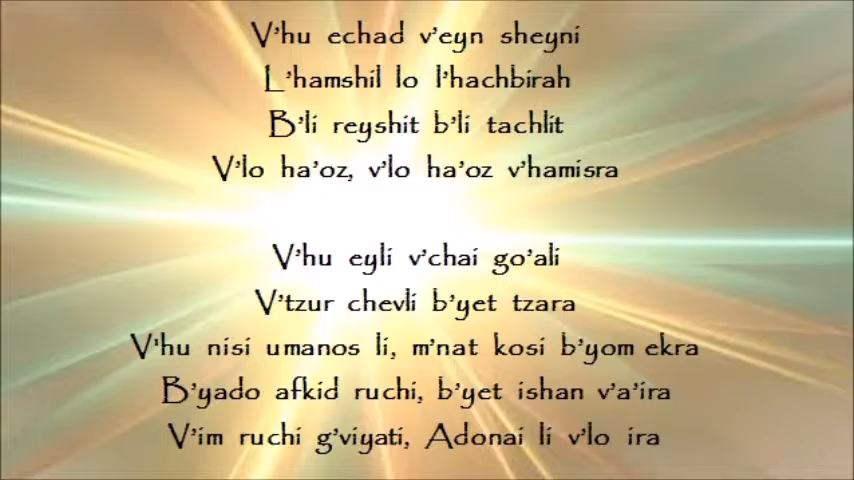 V'hu echad v'eyn sheyni
L'hamshil lo l'hachbirah
B'li reyshit b'li tachlit
V'lo ha'oz, v'lo ha'oz v'hamisra
V'hu eyli v'chai go'ali
V'tzur chevli b'yet tzara
V'hu nisi umanos li, m'nat kosi b'yom ekra
B'yado afkid ruchi, b'yet ishan v'a'ira
V'im ruchi g'viyati, Adonai li v'lo ira